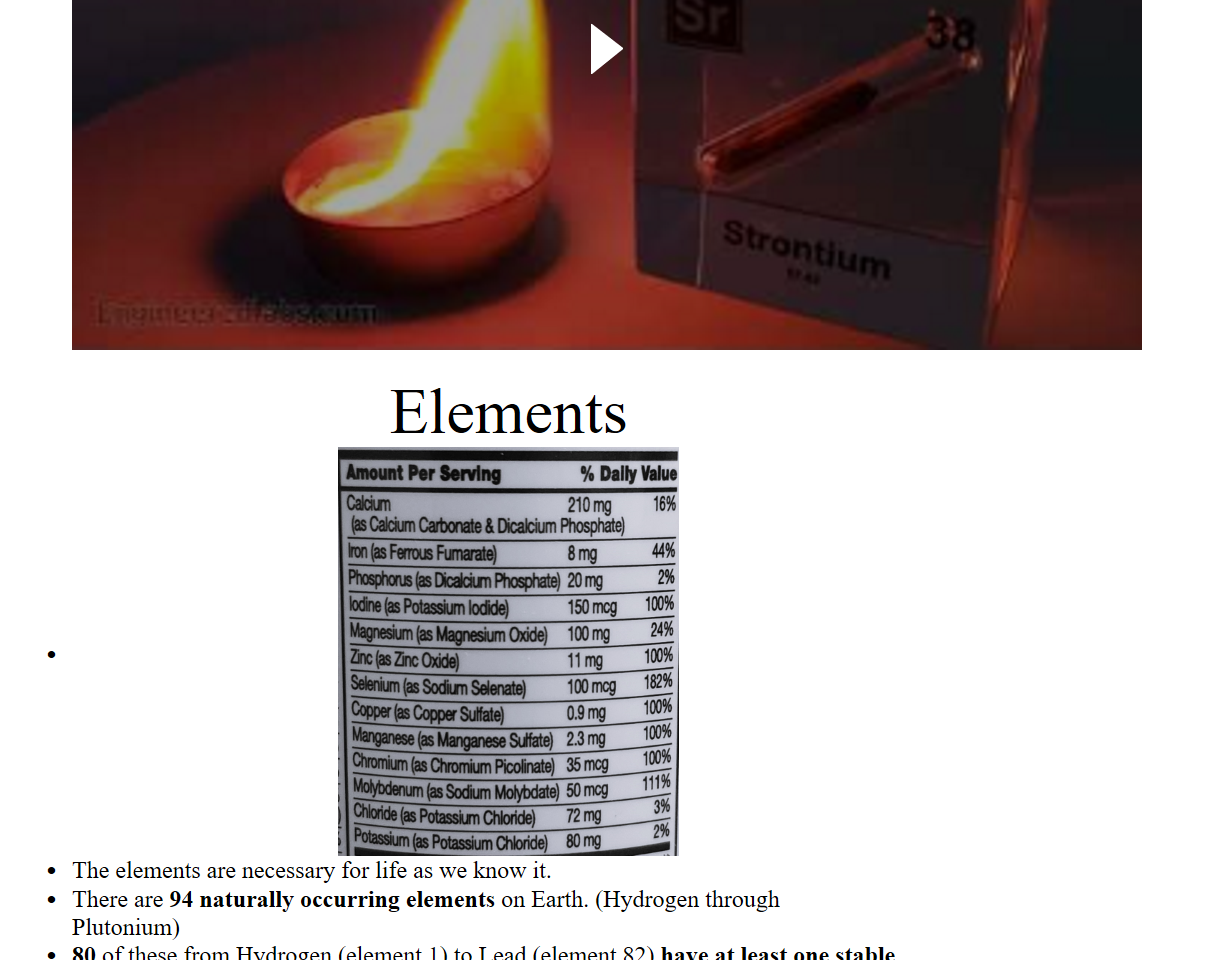 Sr
38
Strontium
Engineeredlabs.com
Elements
Amount Per Serving % Daily Value
Calcium 210 mg 16%
(as Calcium Carbonate & Dicalcium Phosphate)
Iron (as Ferrous Fumarate) 8 mg 44%
Phosphorus (as Dicalcium Phosphate) 20 mg 2%
Iodine (as Potassium Iodide) 150 mcg 100%
Magnesium (as Magnesium Oxide) 100 mg 24%
Zinc (as Zinc Oxide) 11 mg 100%
Selenium (as Sodium Selenate) 100 mcg 182%
Copper (as Copper Sulfate) 0.9 mg 100%
Manganese (as Manganese Sulfate) 2.3 mg 100%
Chromium (as Chromium Picolinate) 35 mcg 100%
Molybdenum (as Sodium Molybdate) 50 mcg 111%
Chloride (as Potassium Chloride) 72 mg 3%
Potassium (as Potassium Chloride) 80 mg 2%
• The elements are necessary for life as we know it.
• There are 94 naturally occurring elements on Earth. (Hydrogen through
Plutonium)
• 80 of these from Hydrogen (element 1) to Lead (element 82) have at least one stable